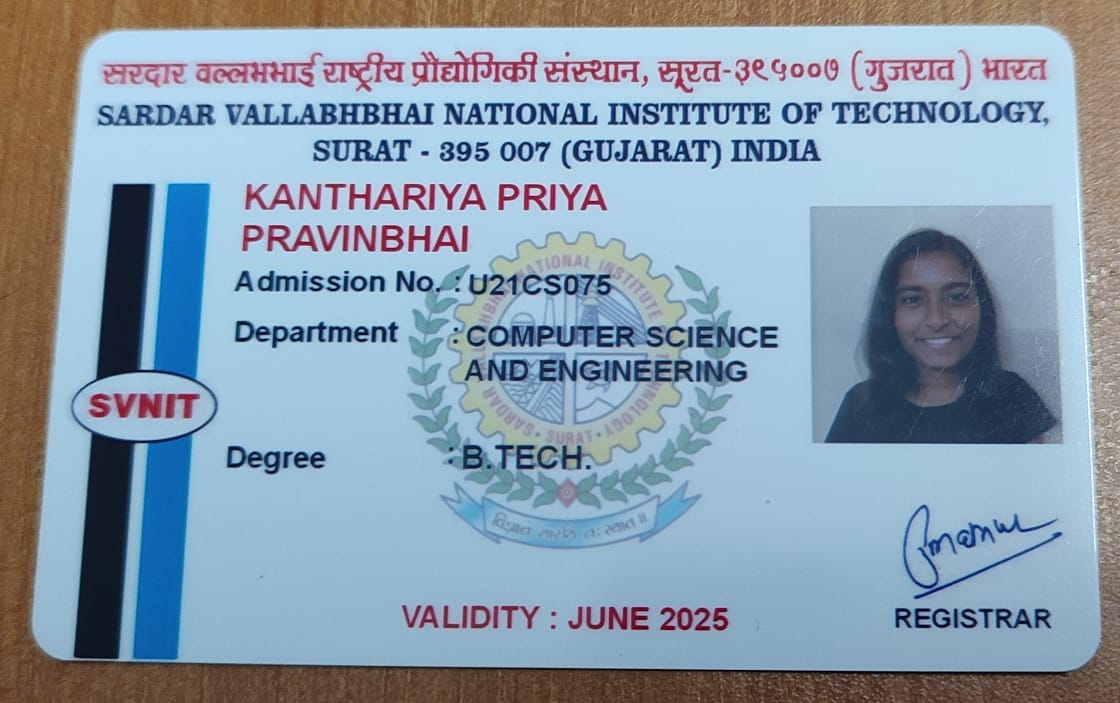 सरदार वल्लभभाई राष्ट्रीय प्रौद्योगिकी संस्थान, सूरत-३९५००७ (गुजरात) भारत
SARDAR VALLABHBHAI NATIONAL INSTITUTE OF TECHNOLOGY,
SURAT - 395 007 (GUJARAT) INDIA
KANTHARIYA PRIYA
PRAVINBHAI
Admission No. : U21CS075
Department : COMPUTER SCIENCE
AND ENGINEERING
SVNIT
Degree : B.TECH.
SARDAR VALLABHBHAI NATIONAL INSTITUTE OF TECHNOLOGY
· SURAT ·
VALIDITY : JUNE 2025
REGISTRAR